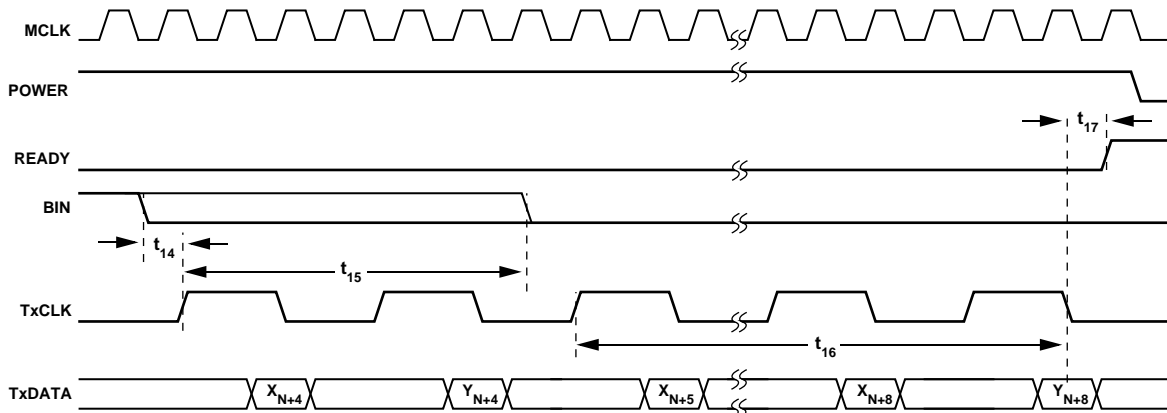 MCLK
POWER
t17
READY
BIN
t14
t15
TxCLK
t16
TxDATA XN+4 YN+4 XN+5 XN+8 YN+8